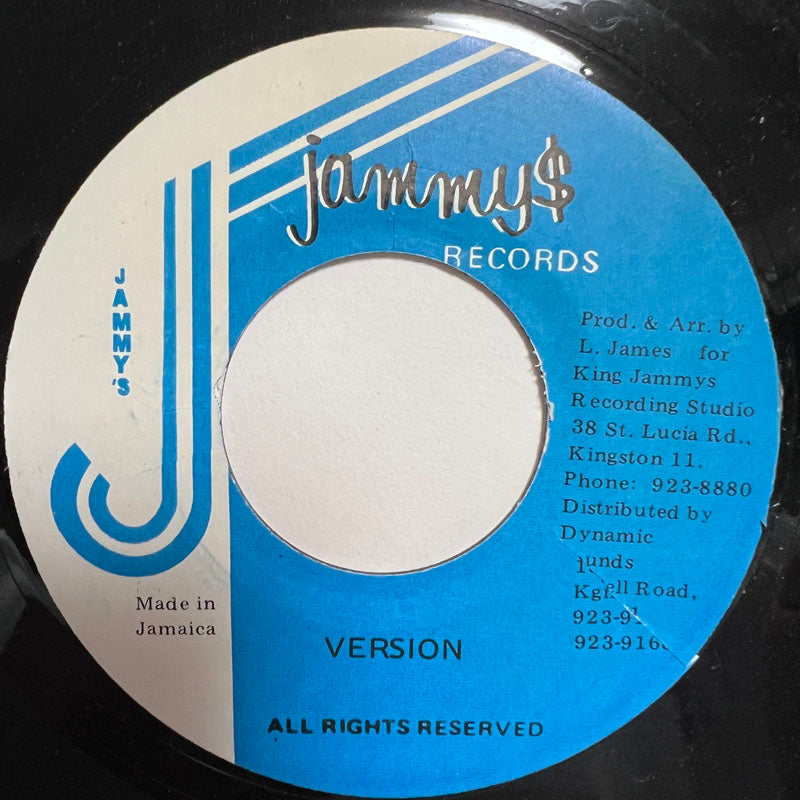 jammy$
RECORDS
JAMMY'S
Prod. & Arr. by
L. James for
King Jammys
Recording Studio
38 St. Lucia Rd.,
Kingston 11.
Phone: 923-8880
Distributed by
Dynamic
Road,
Made in
Jamaica
VERSION
ALL RIGHTS RESERVED